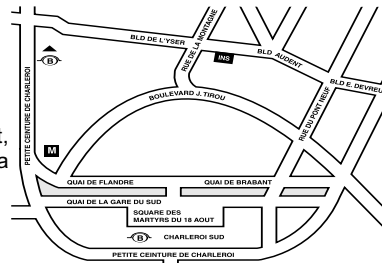 BLD DE L'YSER
RUE DE LA MONTAGNE
INS
BLD AUDENT
BLD E. DEVREU
B
PETITE CEINTURE DE CHARLEROI
BOULEVARD J. TIROU
RUE DU PONT NEUF
t,
a
M
QUAI DE FLANDRE
QUAI DE BRABANT
QUAI DE LA GARE DU SUD
SQUARE DES
MARTYRS DU 18 AOUT
B
CHARLEROI SUD
PETITE CEINTURE DE CHARLEROI